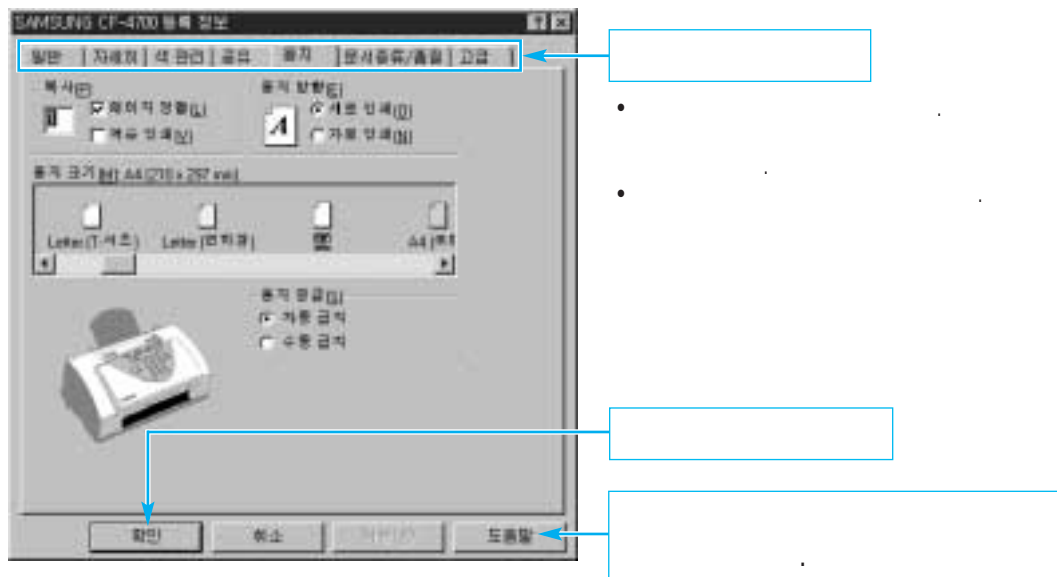 SAMSUNG CF-4700 등록 정보
일반 자세히 색 관리 공유 용지 문서종류/품질 고급
복사(P)
페이지 정렬(L)
역순 인쇄(V)
용지 방향(E)
A
세로 인쇄(O)
가로 인쇄(N)
용지 크기(H): A4 (210 x 297 mm)
Letter (T-셔츠) Letter A4
용지 공급(S)
자동 급지
수동 급지
확인 취소 도움말